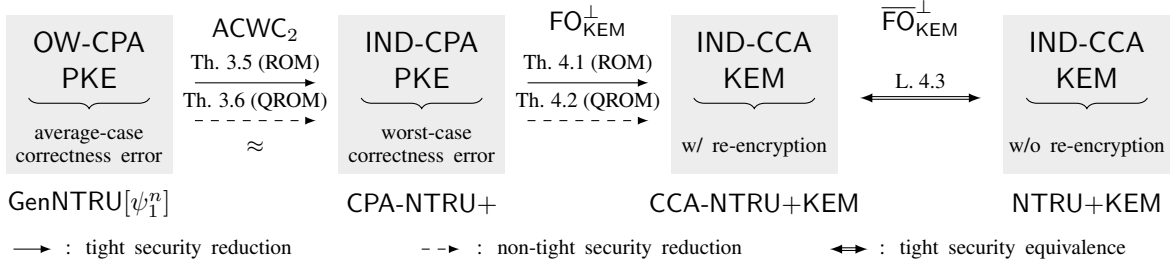 OW-CPA
PKE
average-case
correctness error
GenNTRU[ψ₁ⁿ]
ACWC₂
Th. 3.5 (ROM)
Th. 3.6 (QROM)
≈
IND-CPA
PKE
worst-case
correctness error
CPA-NTRU+
FO⊥KEM
Th. 4.1 (ROM)
Th. 4.2 (QROM)
IND-CCA
KEM
w/ re-encryption
CCA-NTRU+KEM
F̅O̅⊥KEM
L. 4.3
IND-CCA
KEM
w/o re-encryption
NTRU+KEM
: tight security reduction
: non-tight security reduction
: tight security equivalence